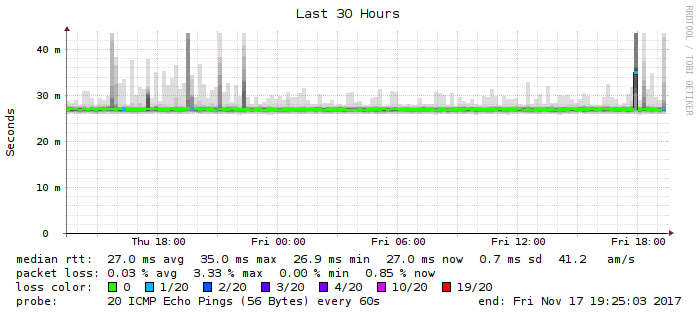 Last 30 Hours
RRDTOOL / TOBI OETIKER
Seconds
40 m
30 m
20 m
10 m
0
Thu 18:00 Fri 00:00 Fri 06:00 Fri 12:00 Fri 18:00
median rtt: 27.0 ms avg 35.0 ms max 26.9 ms min 27.0 ms now 0.7 ms sd 41.2 am/s
packet loss: 0.03 % avg 3.33 % max 0.00 % min 0.85 % now
loss color: 0 1/20 2/20 3/20 4/20 10/20 19/20
probe: 20 ICMP Echo Pings (56 Bytes) every 60s end: Fri Nov 17 19:25:03 2017